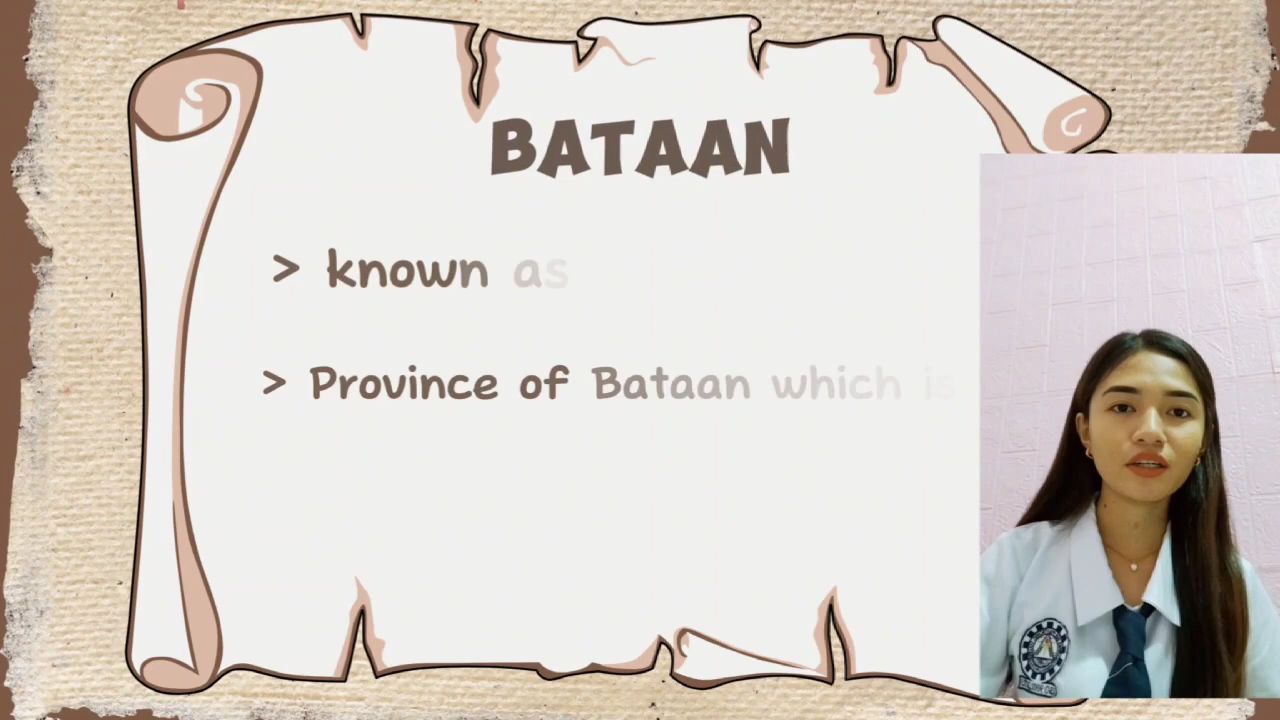 BATAAN
> known as
> Province of Bataan which is